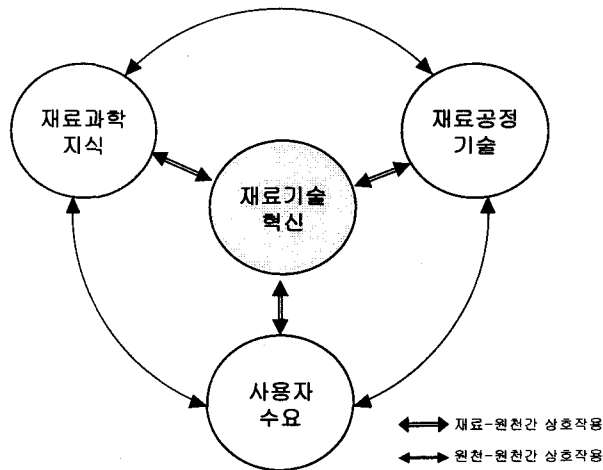 재료과학
지식
재료공정
기술
재료기술
혁신
사용자
수요
재료-원천간 상호작용
원천-원천간 상호작용